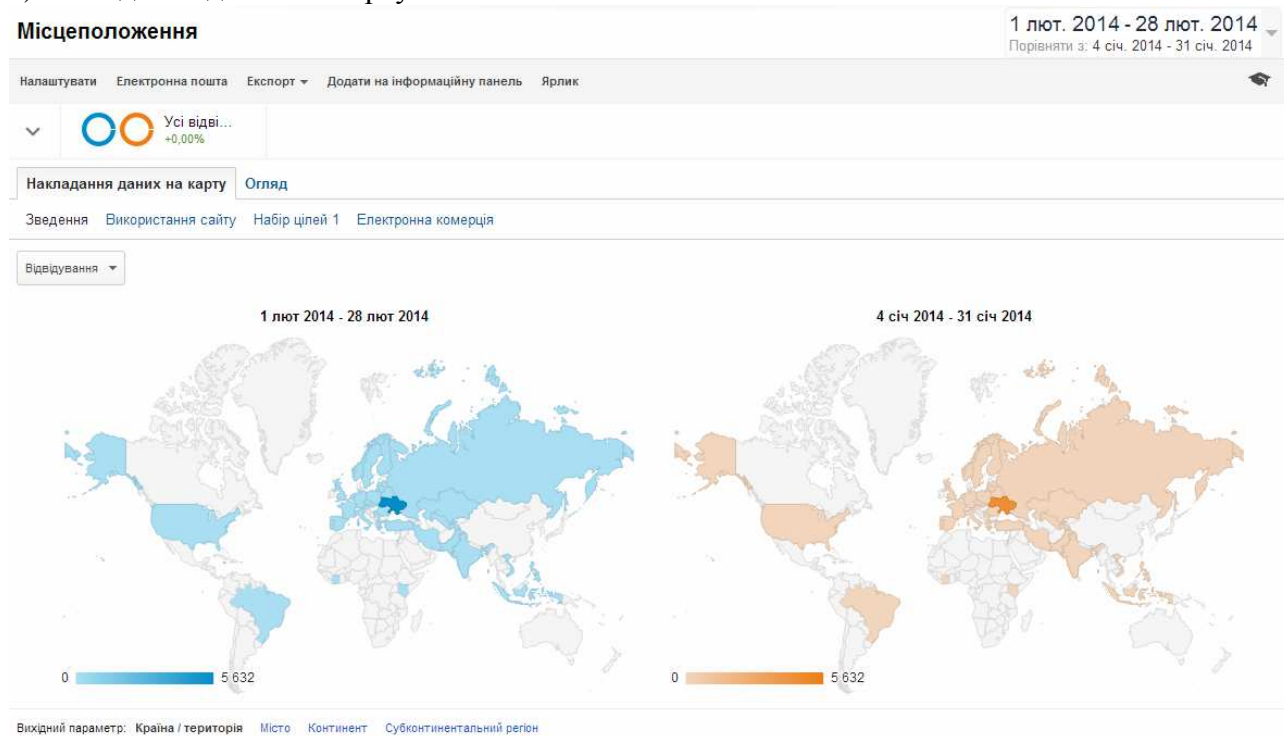 Місцеположення
1 лют. 2014 - 28 лют. 2014
Порівняти з: 4 січ. 2014 - 31 січ. 2014
Налаштувати Електронна пошта Експорт Додати на інформаційну панель Ярлик
Усі відві...
+0,00%
Накладання даних на карту Огляд
Зведення Використання сайту Набір цілей 1 Електронна комерція
Відвідування
1 лют 2014 - 28 лют 2014
4 січ 2014 - 31 січ 2014
0 5 632
0 5 632
Вихідний параметр: Країна / територія Місто Континент Субконтинентальний регіон